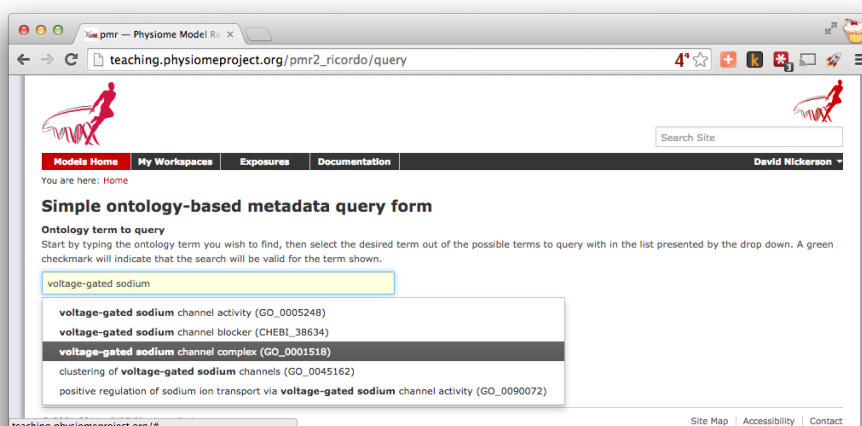 pmr — Physiome Model Re
teaching.physiomeproject.org/pmr2_ricordo/query
Search Site
Models Home My Workspaces Exposures Documentation David Nickerson
You are here: Home
Simple ontology-based metadata query form
Ontology term to query
Start by typing the ontology term you wish to find, then select the desired term out of the possible terms to query with in the list presented by the drop down. A green
checkmark will indicate that the search will be valid for the term shown.
voltage-gated sodium
voltage-gated sodium channel activity (GO_0005248)
voltage-gated sodium channel blocker (CHEBI_38634)
voltage-gated sodium channel complex (GO_0001518)
clustering of voltage-gated sodium channels (GO_0045162)
positive regulation of sodium ion transport via voltage-gated sodium channel activity (GO_0090072)
Site Map Accessibility Contact
teaching.physiomeproject.org/#